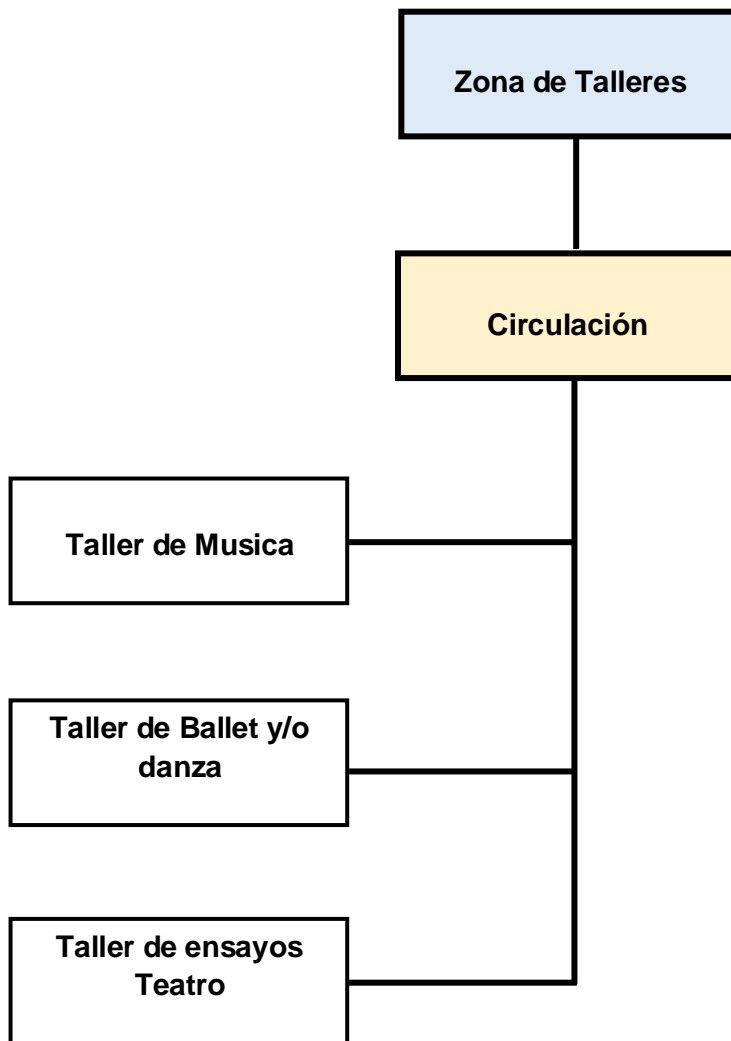 Zona de Talleres
Circulación
Taller de Musica
Taller de Ballet y/o
danza
Taller de ensayos
Teatro